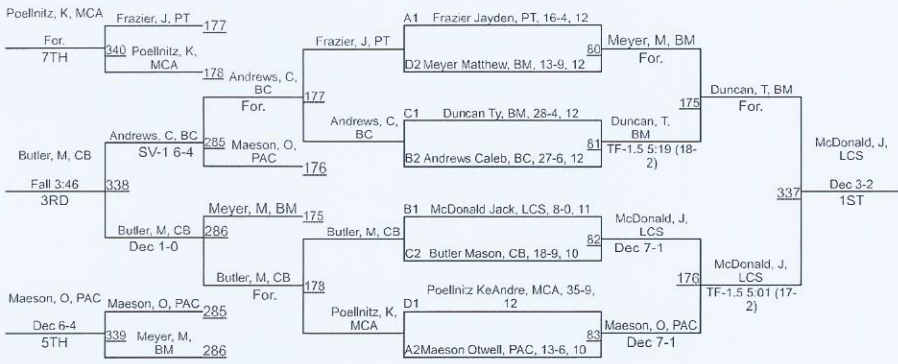 Poellnitz, K, MCA
For.
7TH
Frazier, J, PT
177
340
Poellnitz, K,
MCA
178
Andrews, C,
BC
For.
Andrews, C, BC
SV-1 6-4
285
Maeson, O,
PAC
176
Butler, M, CB
Fall 3:46
3RD
338
Butler, M, CB
Dec 1-0
Meyer, M, BM
175
286
Butler, M, CB
For.
Maeson, O, PAC
Dec 6-4
5TH
Maeson, O, PAC
285
339
Meyer, M,
BM
286
Frazier, J, PT
177
Andrews, C,
BC
Butler, M, CB
178
Poellnitz, K,
MCA
A1
Frazier Jayden, PT, 16-4, 12
80
D2 Meyer Matthew, BM, 13-9, 12
Meyer, M, BM
For.
C1
Duncan Ty, BM, 28-4, 12
81
B2 Andrews Caleb, BC, 27-6, 12
Duncan, T,
BM
TF-1.5 5:19 (18-
2)
175
Duncan, T, BM
For.
B1
McDonald Jack, LCS, 8-0, 11
82
C2 Butler Mason, CB, 18-9, 10
McDonald, J,
LCS
Dec 7-1
D1
Poellnitz KeAndre, MCA, 35-9,
12
83
A2 Maeson Otwell, PAC, 13-6, 10
Maeson, O, PAC
Dec 7-1
176
McDonald, J,
LCS
TF-1.5 5:01 (17-
2)
337
McDonald, J,
LCS
Dec 3-2
1ST